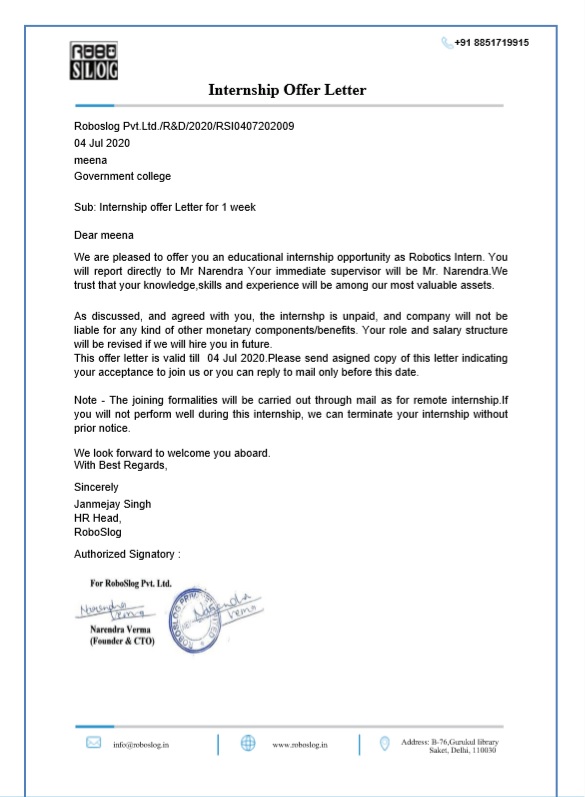 ROBO
SLOG
+91 8851719915
Internship Offer Letter
Roboslog Pvt.Ltd./R&D/2020/RSI0407202009
04 Jul 2020
meena
Government college
Sub: Internship offer Letter for 1 week
Dear meena
We are pleased to offer you an educational internship opportunity as Robotics Intern. You
will report directly to Mr Narendra Your immediate supervisor will be Mr. Narendra.We
trust that your knowledge,skills and experience will be among our most valuable assets.
As discussed, and agreed with you, the internshp is unpaid, and company will not be
liable for any kind of other monetary components/benefits. Your role and salary structure
will be revised if we will hire you in future.
This offer letter is valid till 04 Jul 2020.Please send asigned copy of this letter indicating
your acceptance to join us or you can reply to mail only before this date.
Note - The joining formalities will be carried out through mail as for remote internship.If
you will not perform well during this internship, we can terminate your internship without
prior notice.
We look forward to welcome you aboard.
With Best Regards,
Sincerely
Janmejay Singh
HR Head,
RoboSlog
Authorized Signatory :
For RoboSlog Pvt. Ltd.
Narendra
Verma
Narendra
Verma
ROBOSLOG
Narendra Verma
(Founder & CTO)
info@roboslog.in
www.roboslog.in
Address: B-76,Gurukul library
Saket, Delhi, 110030